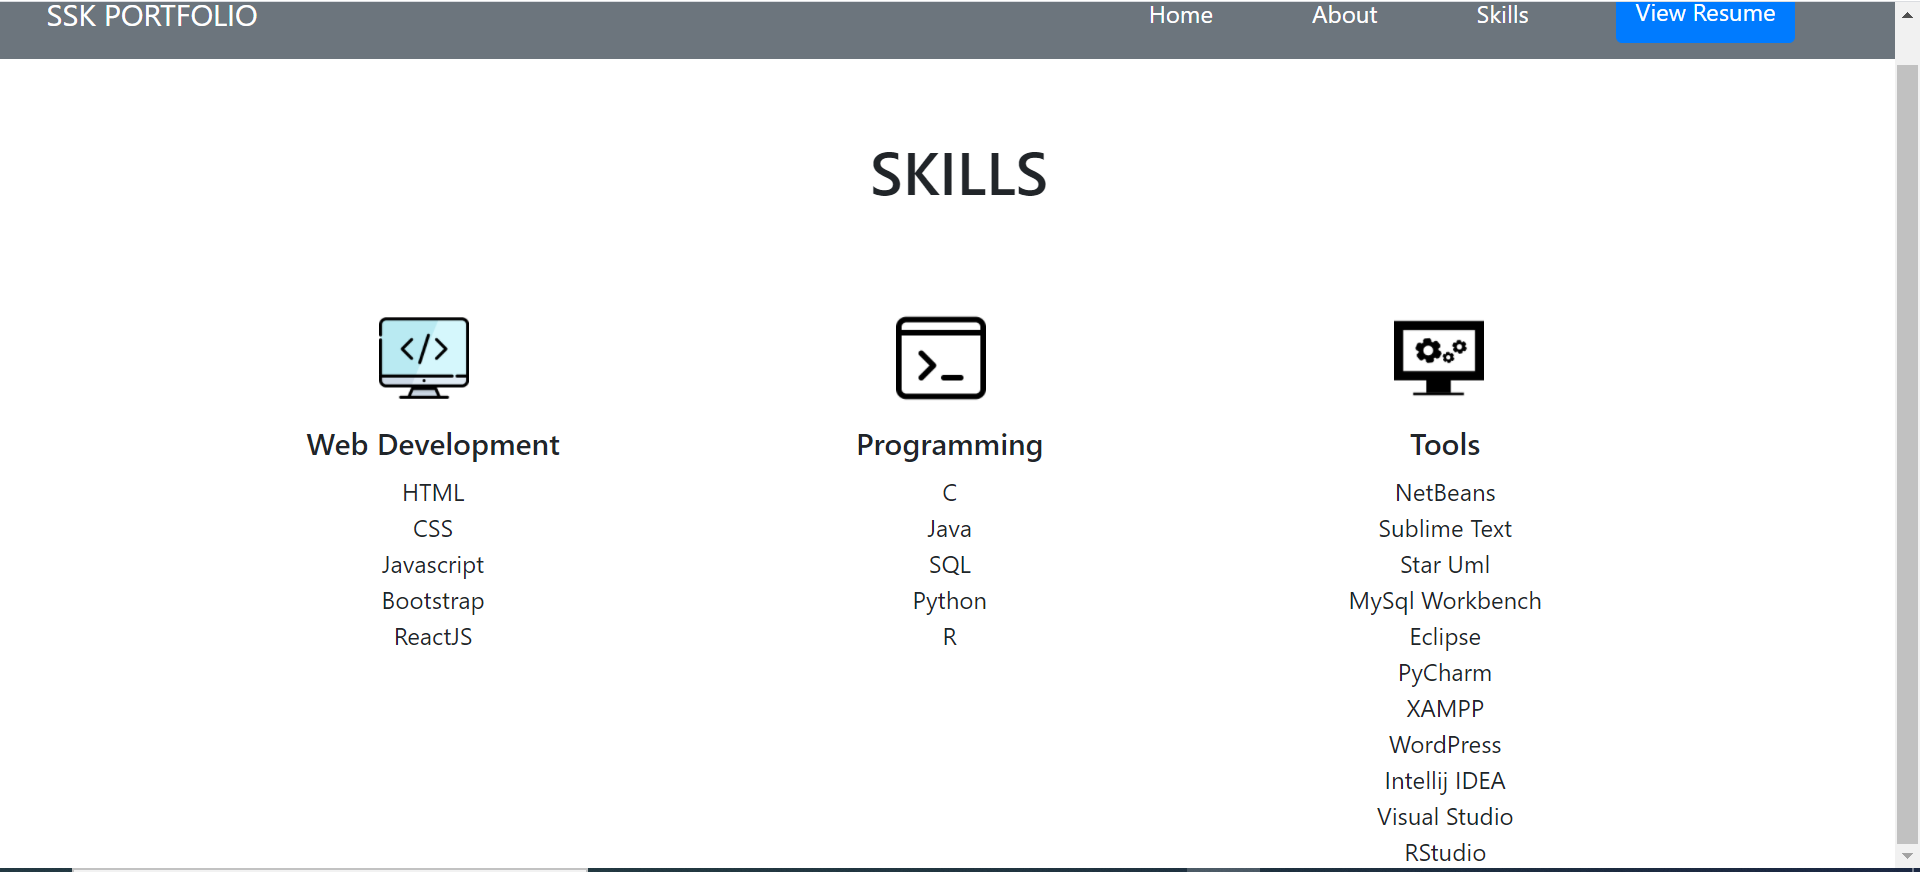 SSK PORTFOLIO
Home
About
Skills
View Resume
SKILLS
Web Development
HTML
CSS
Javascript
Bootstrap
ReactJS
Programming
C
Java
SQL
Python
R
Tools
NetBeans
Sublime Text
Star Uml
MySql Workbench
Eclipse
PyCharm
XAMPP
WordPress
Intellij IDEA
Visual Studio
RStudio